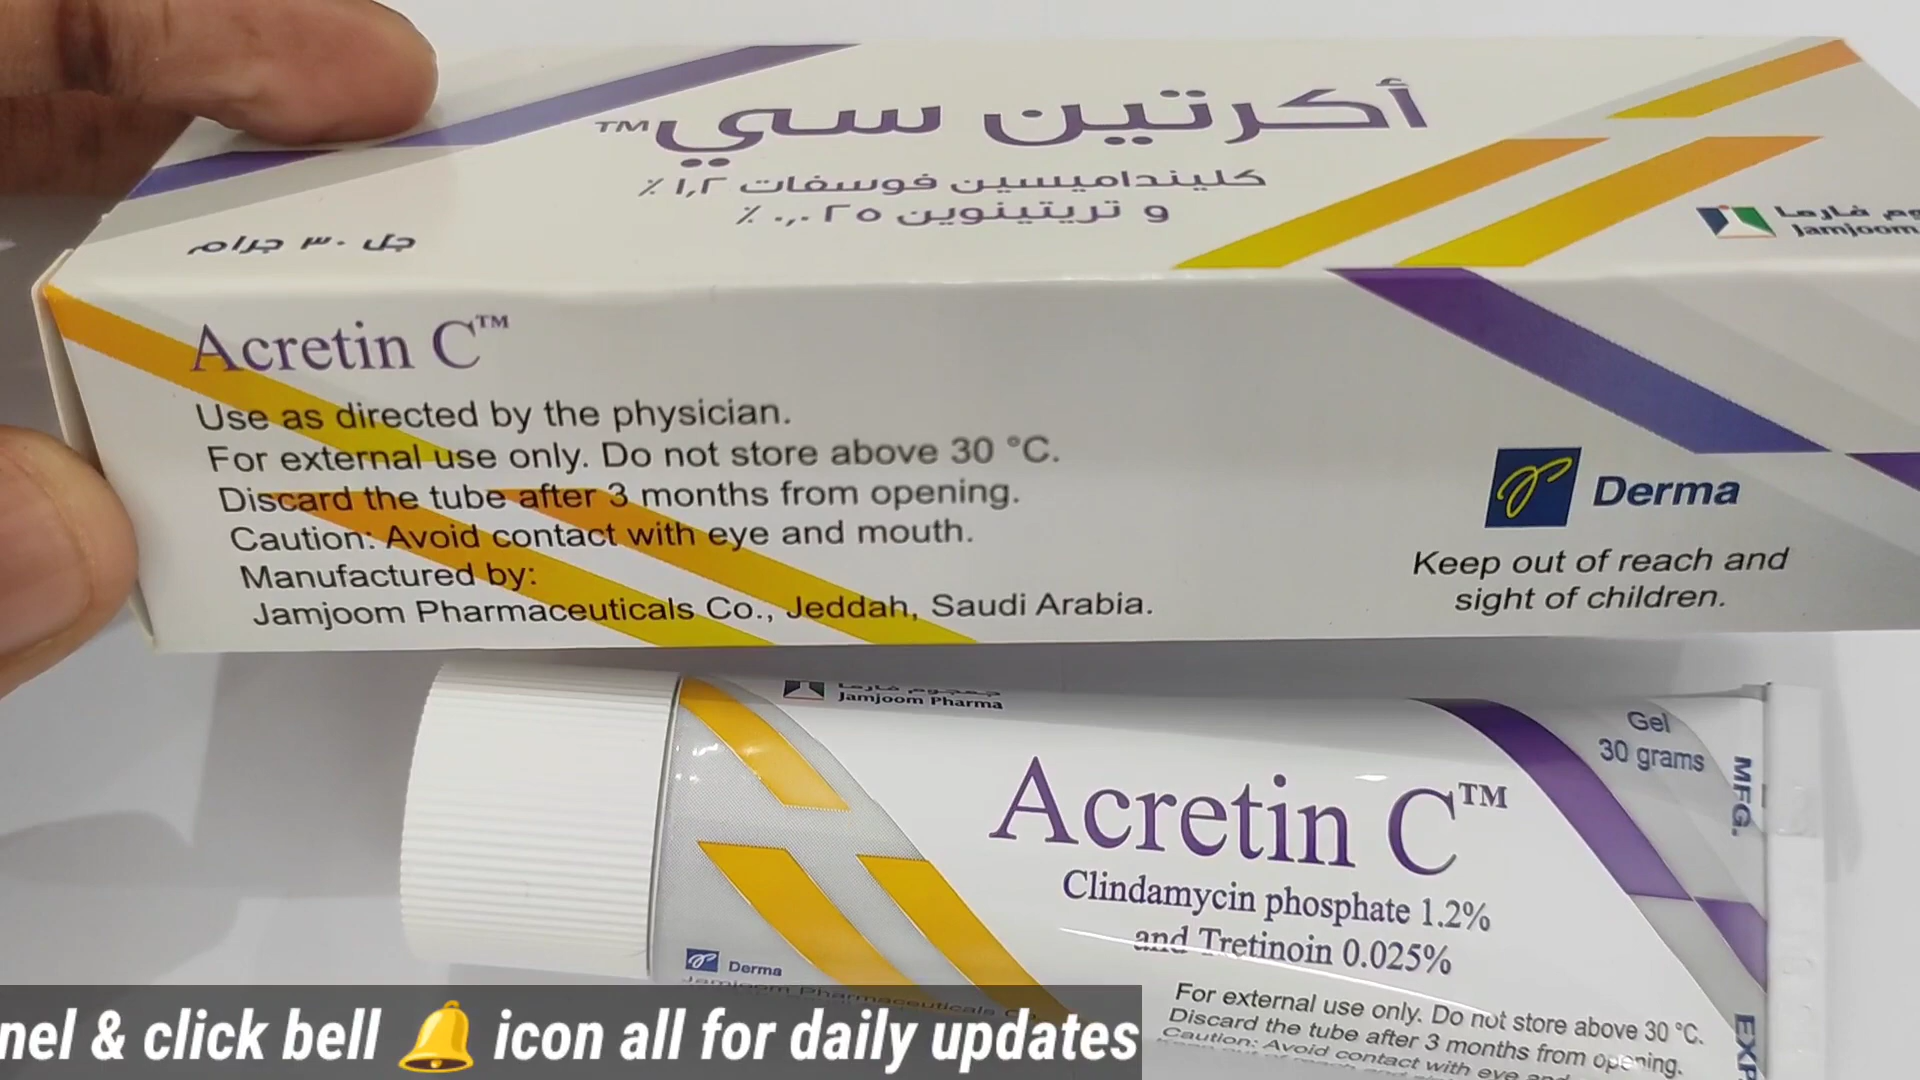 أكرتين سي™
كلينداميسين فوسفات ١,٢ ٪
و تريتينوين ٠,٠٢٥ ٪
جل ٣٠ جرام
فارما
Jamjoom
Acretin C™
Use as directed by the physician.
For external use only. Do not store above 30 °C.
Discard the tube after 3 months from opening.
Caution: Avoid contact with eye and mouth.
Manufactured by:
Jamjoom Pharmaceuticals Co., Jeddah, Saudi Arabia.
Derma
Keep out of reach and
sight of children.
جمجوم فارما
Jamjoom Pharma
Gel
30 grams
MFG.
Acretin C™
Clindamycin phosphate 1.2%
and Tretinoin 0.025%
Derma
Jamjoom Pharmaceuticals
For external use only. Do not store above 30 °C.
Discard the tube after 3 months from opening.
Caution: Avoid contact with eye and
EXP
nel & click bell 🔔 icon all for daily updates